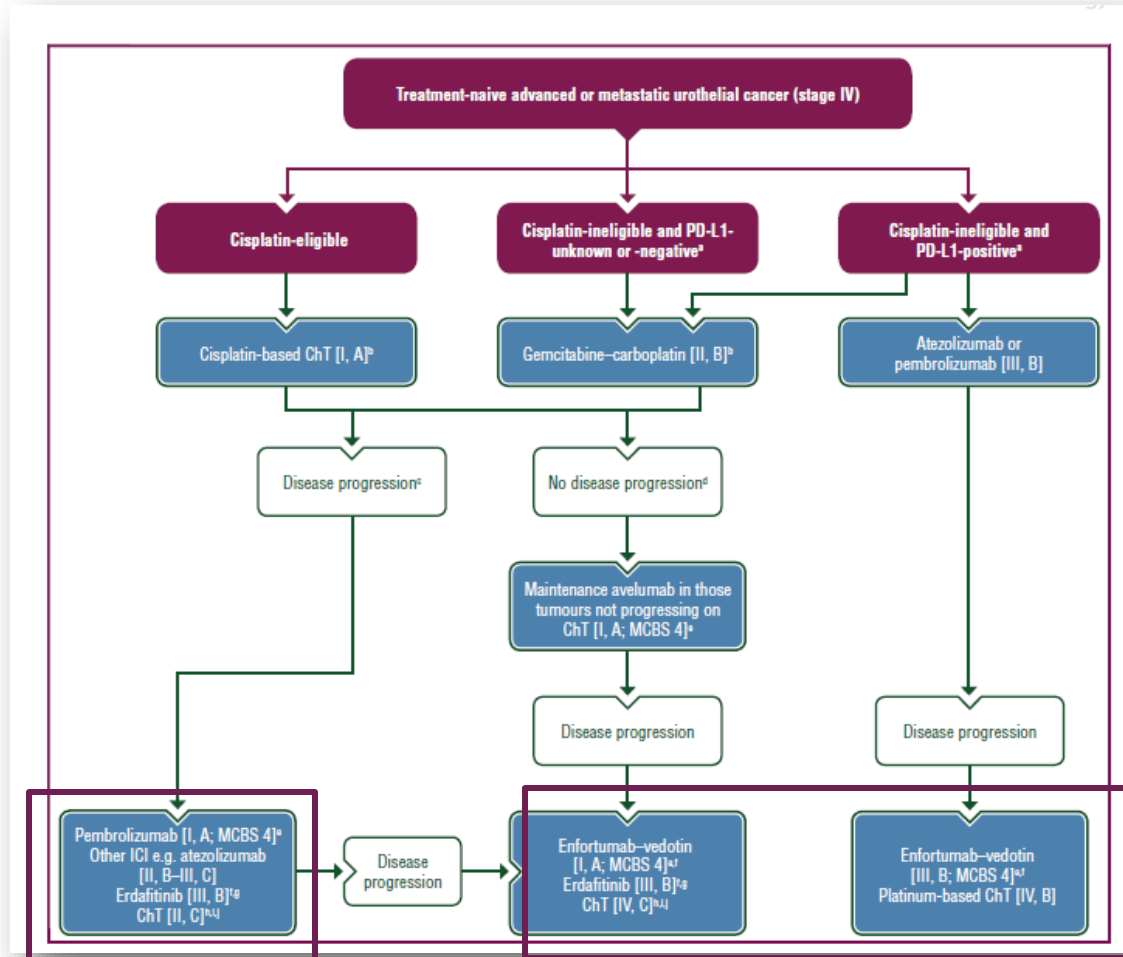 gy
Treatment-naive advanced or metastatic urothelial cancer (stage IV)
Cisplatin-eligible
Cisplatin-ineligible and PD-L1-
unknown or -negativeᵃ
Cisplatin-ineligible and
PD-L1-positiveᵃ
Cisplatin-based ChT [I, A]ᵇ
Gemcitabine–carboplatin [II, B]ᵇ
Atezolizumab or
pembrolizumab [III, B]
Disease progressionᶜ
No disease progressionᵈ
Maintenance avelumab in those
tumours not progressing on
ChT [I, A; MCBS 4]ᵉ
Disease progression
Disease progression
Pembrolizumab [I, A; MCBS 4]ᵉ
Other ICI e.g. atezolizumab
[II, B–III, C]
Erdafitinib [III, B]ᶠ,ᵍ
ChT [II, C]ʰ,ⁱ,ʲ
Disease
progression
Enfortumab–vedotin
[I, A; MCBS 4]ᵉ,ᶠ
Erdafitinib [III, B]ᶠ,ᵍ
ChT [IV, C]ʰ,ⁱ,ʲ
Enfortumab–vedotin
[III, B; MCBS 4]ᵉ,ᶠ
Platinum-based ChT [IV, B]